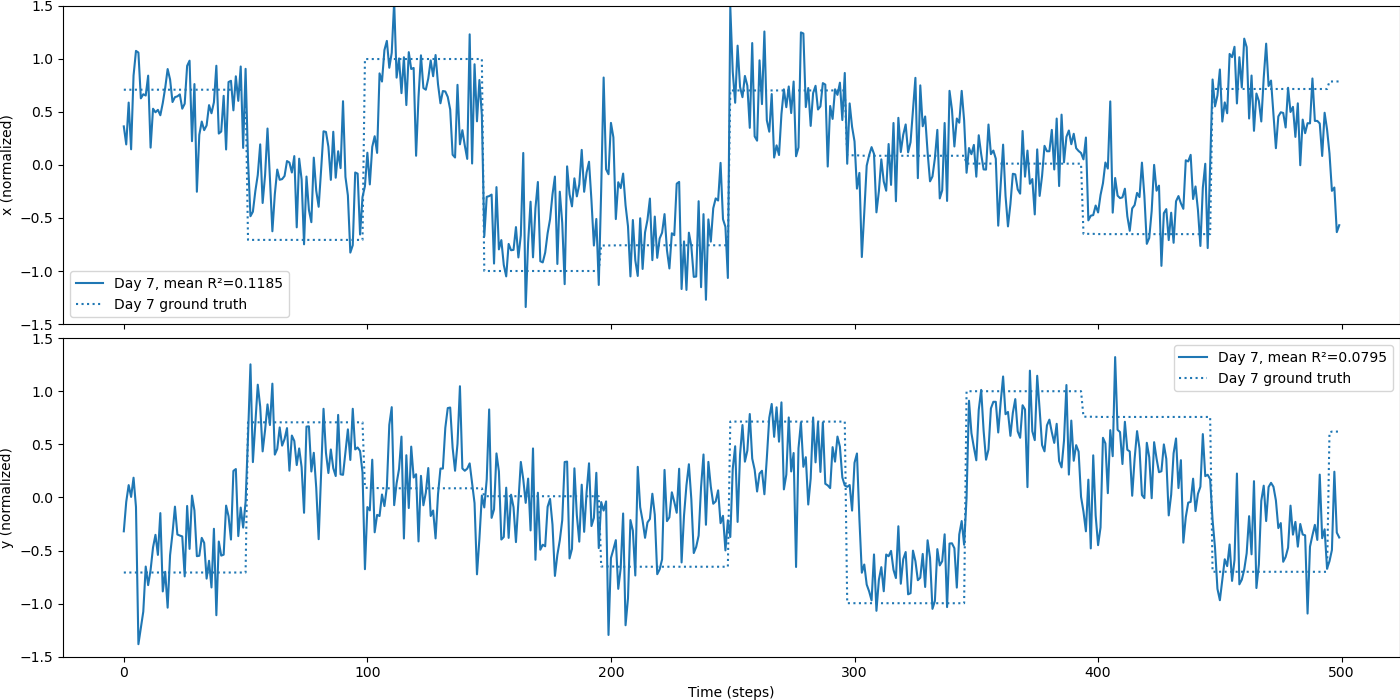 1.5
1.0
0.5
0.0
−0.5
−1.0
−1.5
x (normalized)
Day 7, mean R²=0.1185
Day 7 ground truth
1.5
1.0
0.5
0.0
−0.5
−1.0
−1.5
y (normalized)
Day 7, mean R²=0.0795
Day 7 ground truth
0 100 200 300 400 500
Time (steps)